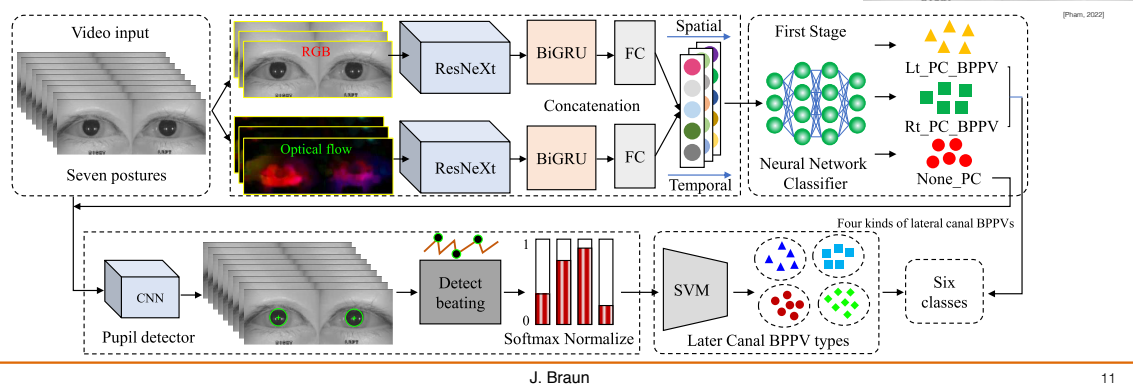 [Pham, 2022]
Video input
Seven postures
RGB
ResNeXt
BiGRU
FC
Spatial
Concatenation
Optical flow
ResNeXt
BiGRU
FC
Temporal
First Stage
Neural Network
Classifier
Lt_PC_BPPV
Rt_PC_BPPV
None_PC
Four kinds of lateral canal BPPVs
CNN
Pupil detector
Detect
beating
1
0
Softmax Normalize
SVM
Later Canal BPPV types
Six
classes
J. Braun
11